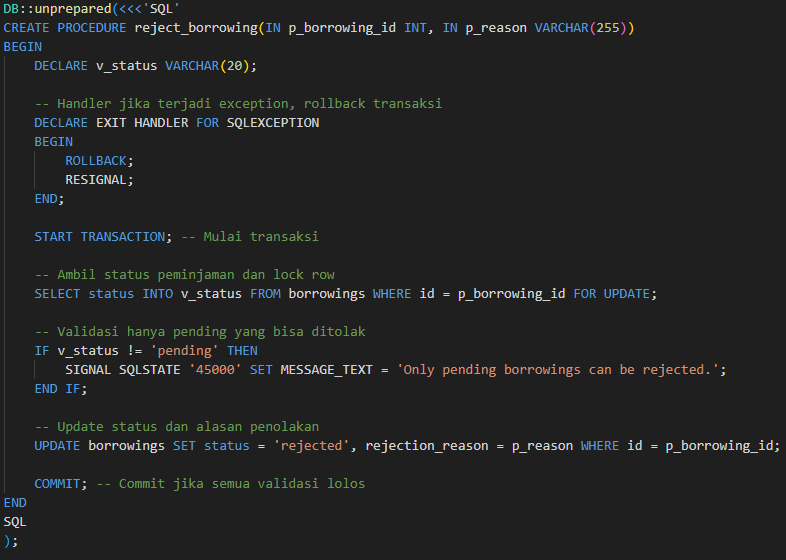 DB::unprepared(<<<'SQL'
CREATE PROCEDURE reject_borrowing(IN p_borrowing_id INT, IN p_reason VARCHAR(255))
BEGIN
    DECLARE v_status VARCHAR(20);

    -- Handler jika terjadi exception, rollback transaksi
    DECLARE EXIT HANDLER FOR SQLEXCEPTION
    BEGIN
        ROLLBACK;
        RESIGNAL;
    END;

    START TRANSACTION; -- Mulai transaksi

    -- Ambil status peminjaman dan lock row
    SELECT status INTO v_status FROM borrowings WHERE id = p_borrowing_id FOR UPDATE;

    -- Validasi hanya pending yang bisa ditolak
    IF v_status != 'pending' THEN
        SIGNAL SQLSTATE '45000' SET MESSAGE_TEXT = 'Only pending borrowings can be rejected.';
    END IF;

    -- Update status dan alasan penolakan
    UPDATE borrowings SET status = 'rejected', rejection_reason = p_reason WHERE id = p_borrowing_id;

    COMMIT; -- Commit jika semua validasi lolos
END
SQL
);